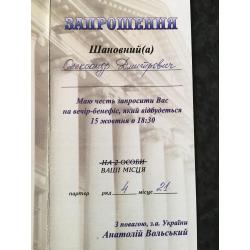 ЗАПРОШЕННЯ
Шановний(а)
Олександр Дмитрович
Маю честь запросити Вас
на вечір-бенефіс, який відбудеться
15 жовтня о 18:30
НА 2 ОСОБИ
ВАШІ МІСЦЯ
партер ряд 4 місце 21
З повагою, з.а. України
Анатолій Вольський